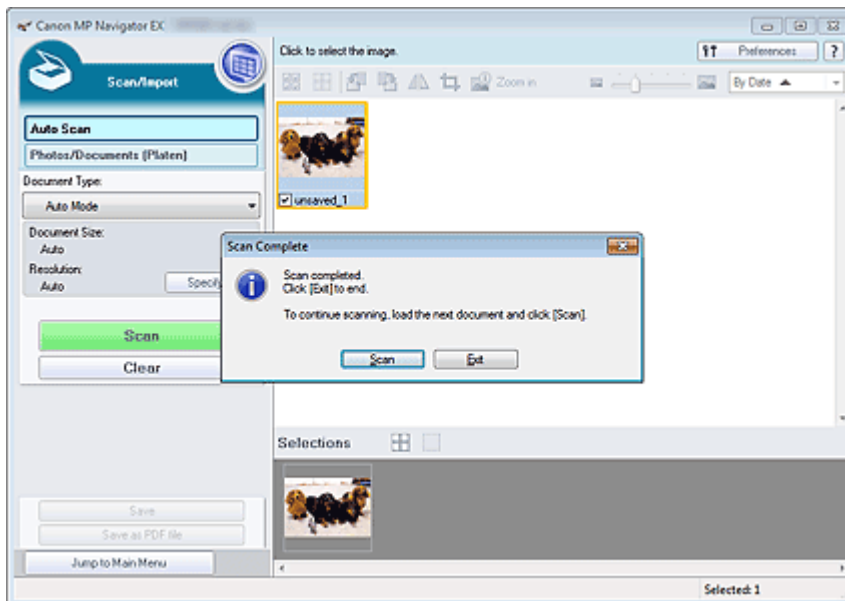 Canon MP Navigator EX
Scan/Import
Click to select the image.
Preferences
?
Zoom in
By Date
Auto Scan
Photos/Documents (Platen)
Document Type:
Auto Mode
Document Size:
Auto
Resolution:
Auto
Specify
Scan
Clear
unsaved_1
Scan Complete
Scan completed.
Click [Exit] to end.
To continue scanning, load the next document and click [Scan].
Scan
Exit
Selections
Save
Save as PDF file
Jump to Main Menu
Selected: 1